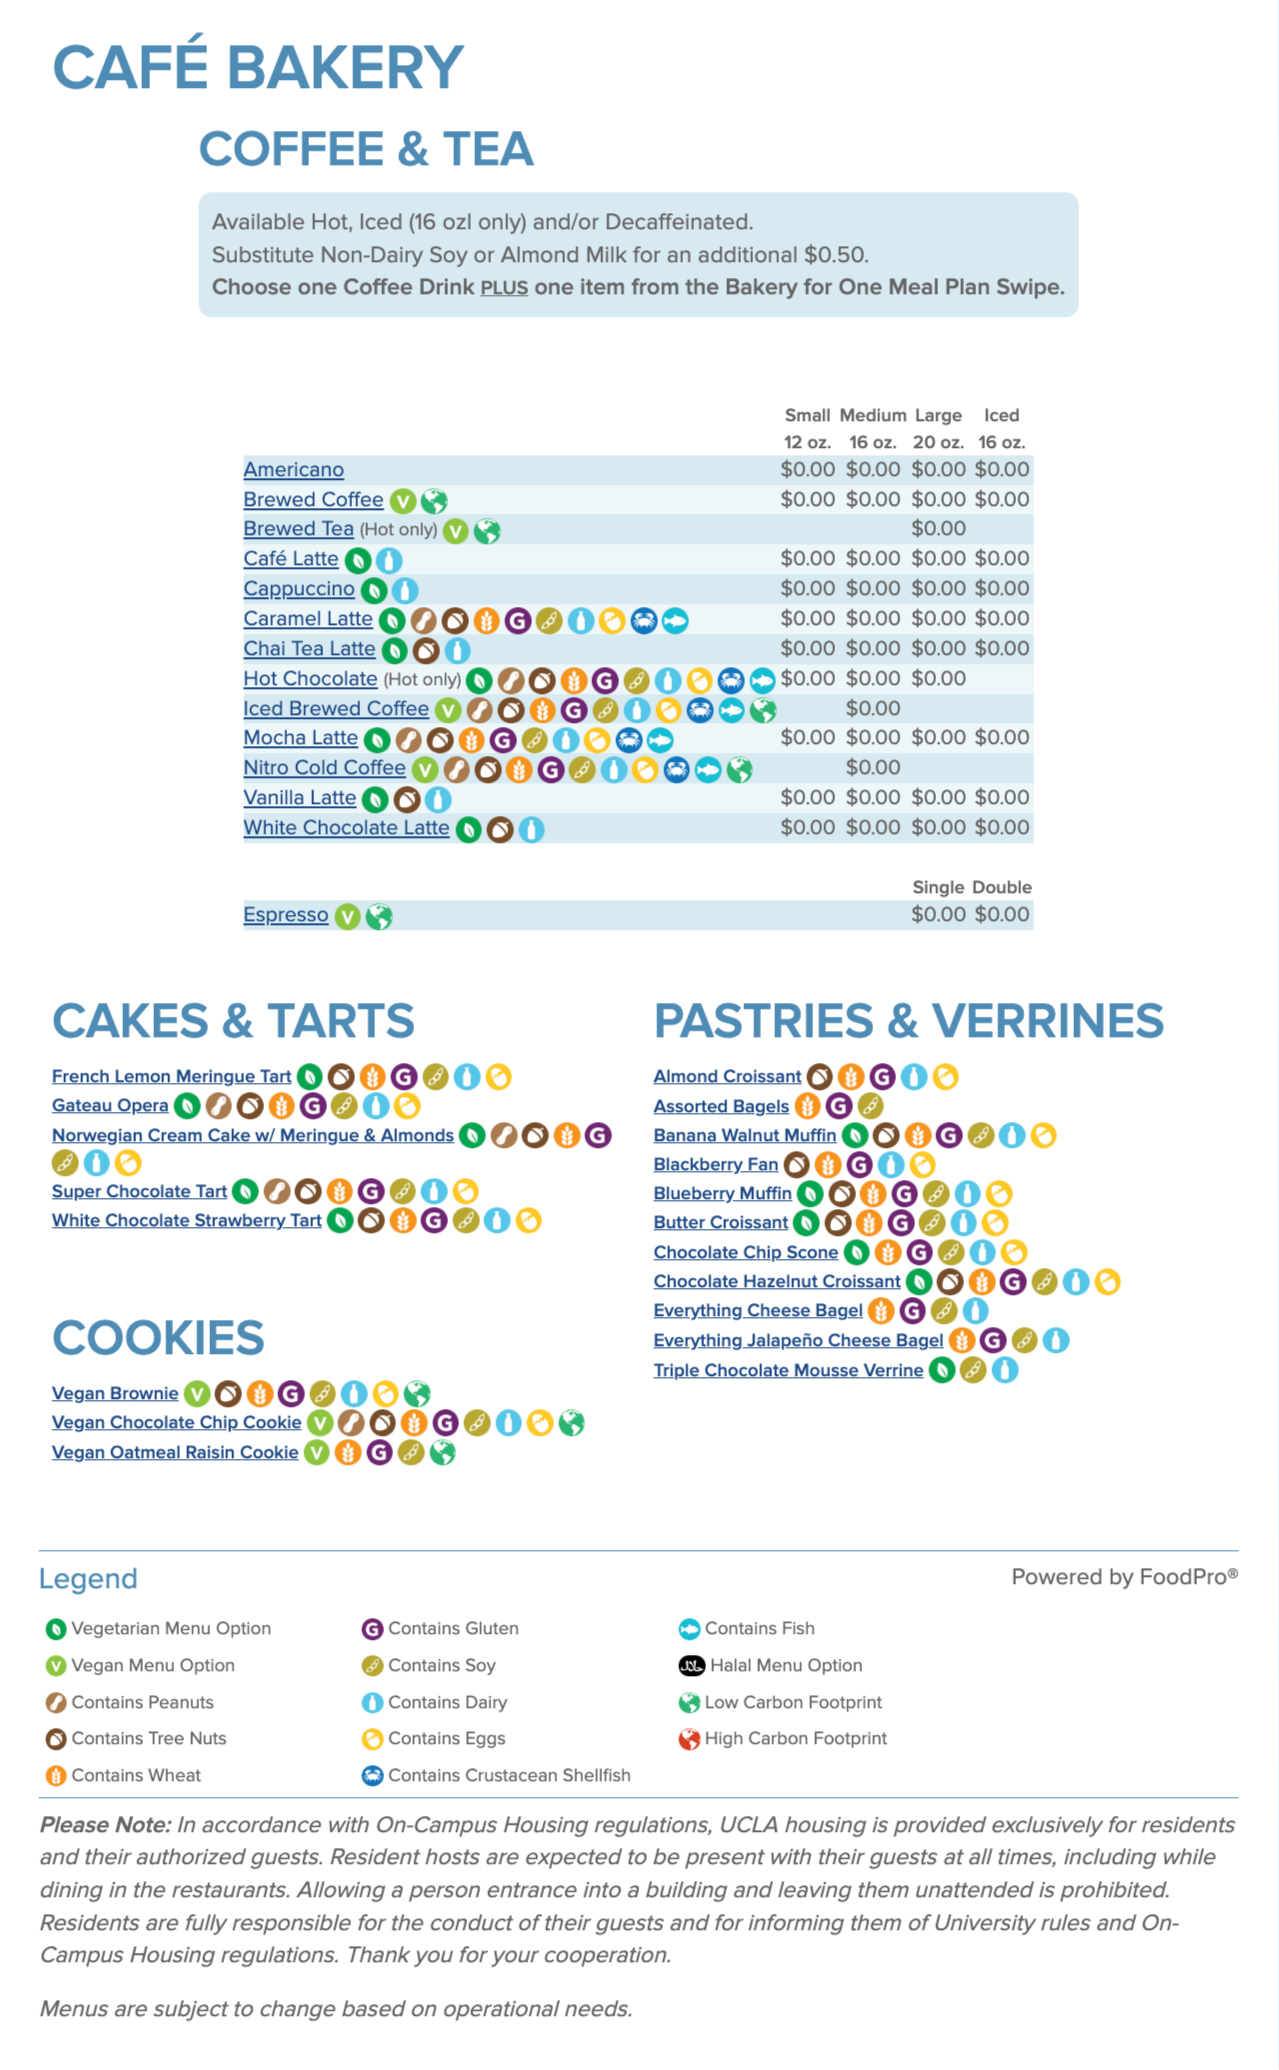 CAFÉ BAKERY
COFFEE & TEA
Available Hot, Iced (16 ozl only) and/or Decaffeinated.
Substitute Non-Dairy Soy or Almond Milk for an additional $0.50.
Choose one Coffee Drink PLUS one item from the Bakery for One Meal Plan Swipe.
Small Medium Large Iced
12 oz. 16 oz. 20 oz. 16 oz.
Americano $0.00 $0.00 $0.00 $0.00
Brewed Coffee V $0.00 $0.00 $0.00 $0.00
Brewed Tea (Hot only) V $0.00
Café Latte $0.00 $0.00 $0.00 $0.00
Cappuccino $0.00 $0.00 $0.00 $0.00
Caramel Latte G $0.00 $0.00 $0.00 $0.00
Chai Tea Latte $0.00 $0.00 $0.00 $0.00
Hot Chocolate (Hot only) G $0.00 $0.00 $0.00
Iced Brewed Coffee V G $0.00
Mocha Latte G $0.00 $0.00 $0.00 $0.00
Nitro Cold Coffee V G $0.00
Vanilla Latte $0.00 $0.00 $0.00 $0.00
White Chocolate Latte $0.00 $0.00 $0.00 $0.00
Single Double
Espresso V $0.00 $0.00
CAKES & TARTS
French Lemon Meringue Tart G
Gateau Opera G
Norwegian Cream Cake w/ Meringue & Almonds G
Super Chocolate Tart G
White Chocolate Strawberry Tart G
COOKIES
Vegan Brownie V G
Vegan Chocolate Chip Cookie V G
Vegan Oatmeal Raisin Cookie V G
PASTRIES & VERRINES
Almond Croissant G
Assorted Bagels G
Banana Walnut Muffin G
Blackberry Fan G
Blueberry Muffin G
Butter Croissant G
Chocolate Chip Scone G
Chocolate Hazelnut Croissant G
Everything Cheese Bagel G
Everything Jalapeño Cheese Bagel G
Triple Chocolate Mousse Verrine
Legend
Powered by FoodPro®
Vegetarian Menu Option
V Vegan Menu Option
Contains Peanuts
Contains Tree Nuts
Contains Wheat
G Contains Gluten
Contains Soy
Contains Dairy
Contains Eggs
Contains Crustacean Shellfish
Contains Fish
حلال Halal Menu Option
Low Carbon Footprint
High Carbon Footprint
Please Note: In accordance with On-Campus Housing regulations, UCLA housing is provided exclusively for residents
and their authorized guests. Resident hosts are expected to be present with their guests at all times, including while
dining in the restaurants. Allowing a person entrance into a building and leaving them unattended is prohibited.
Residents are fully responsible for the conduct of their guests and for informing them of University rules and On-
Campus Housing regulations. Thank you for your cooperation.
Menus are subject to change based on operational needs.